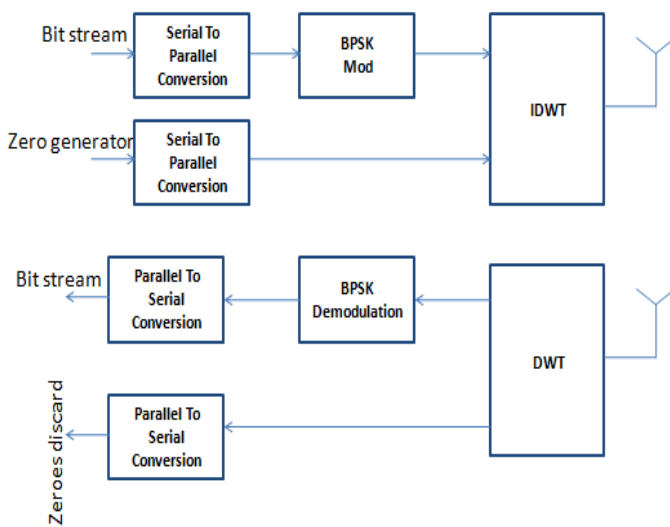 Bit stream
Serial To
Parallel
Conversion
BPSK
Mod
IDWT
Zero generator
Serial To
Parallel
Conversion
Bit stream
Parallel To
Serial
Conversion
BPSK
Demodulation
DWT
Zeroes discard
Parallel To
Serial
Conversion